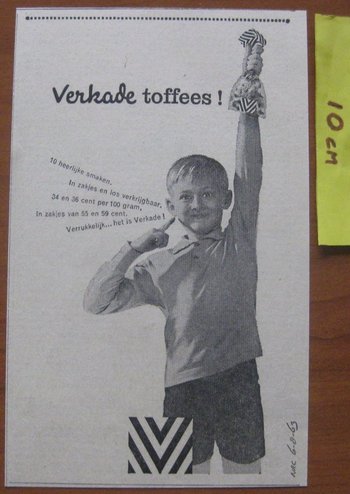 Verkade toffees !
10 heerlijke smaken,
In zakjes en los verkrijgbaar,
34 en 36 cent per 100 gram,
In zakjes van 55 en 59 cent,
Verrukkelijk... het is Verkade !
10 cm